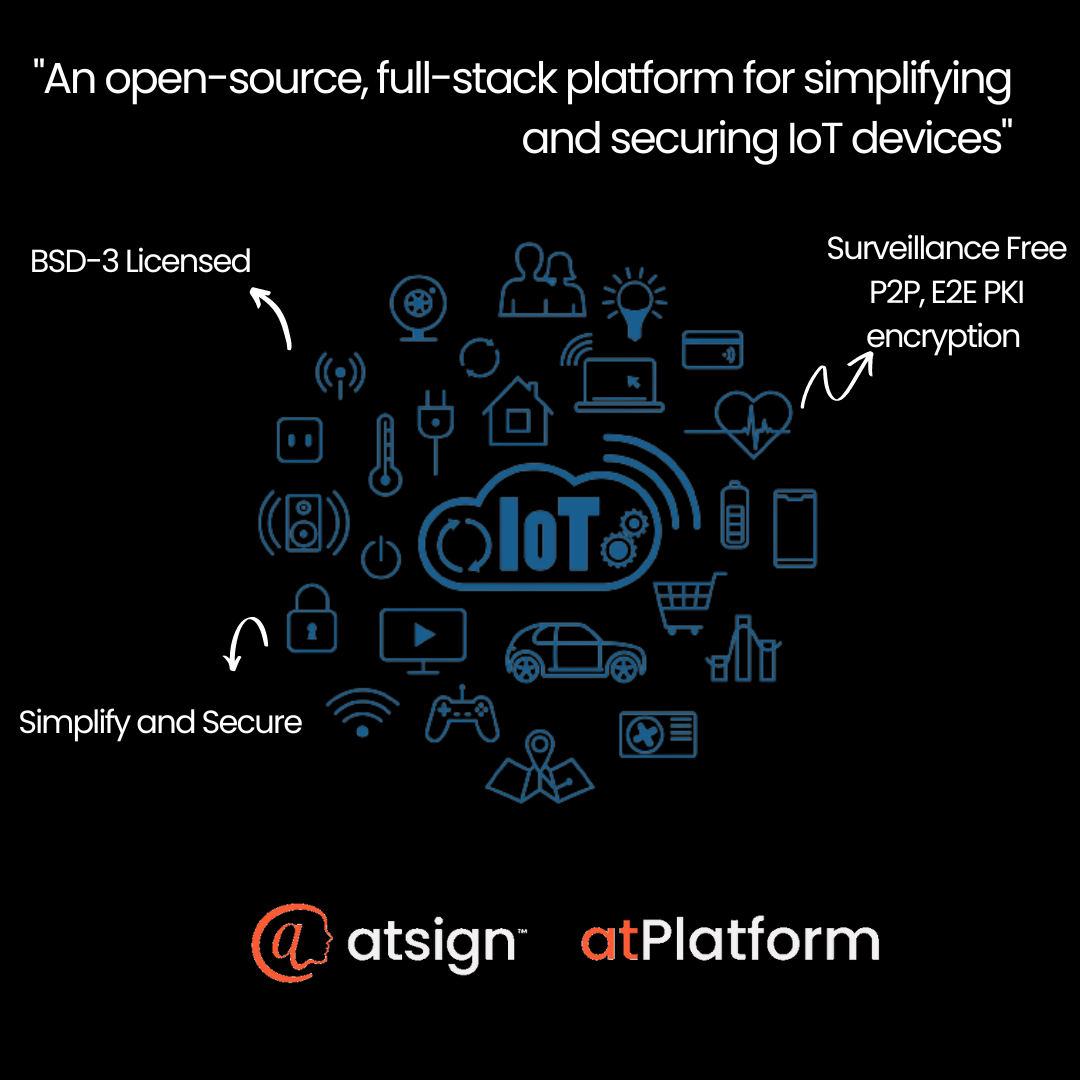 "An open-source, full-stack platform for simplifying
and securing IoT devices"
BSD-3 Licensed
Surveillance Free
P2P, E2E PKI
encryption
IoT
Simplify and Secure
atsign™
atPlatform